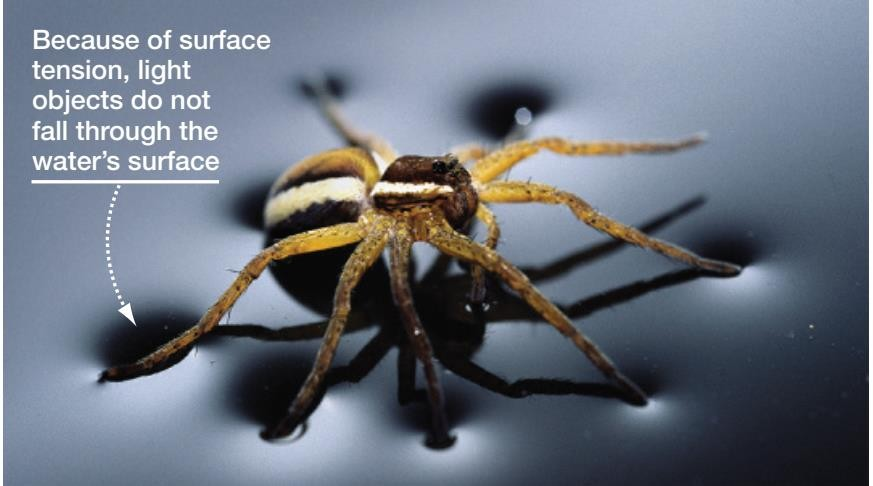 Because of surface
tension, light
objects do not
fall through the
water's surface